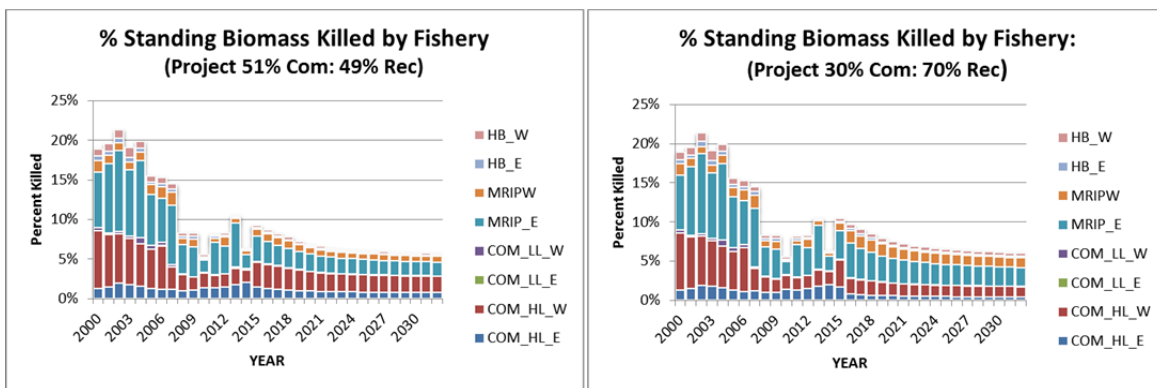 % Standing Biomass Killed by Fishery
(Project 51% Com: 49% Rec)
25%
20%
15%
10%
5%
0%
Percent Killed
2000
2003
2006
2009
2012
2015
2018
2021
2024
2027
2030
YEAR
HB_W
HB_E
MRIPW
MRIP_E
COM_LL_W
COM_LL_E
COM_HL_W
COM_HL_E
% Standing Biomass Killed by Fishery:
(Project 30% Com: 70% Rec)
25%
20%
15%
10%
5%
0%
Percent Killed
2000
2003
2006
2009
2012
2015
2018
2021
2024
2027
2030
YEAR
HB_W
HB_E
MRIPW
MRIP_E
COM_LL_W
COM_LL_E
COM_HL_W
COM_HL_E